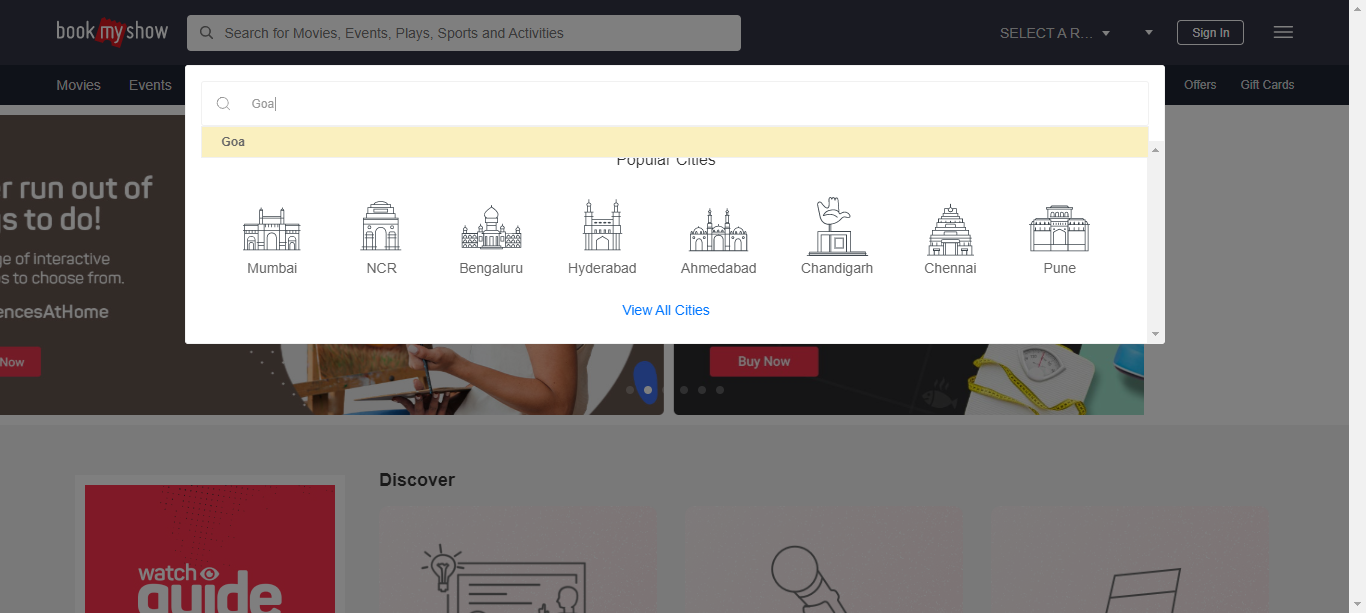 book my show
Search for Movies, Events, Plays, Sports and Activities
SELECT A R...
Sign In
Movies
Events
Offers
Gift Cards
Goa
Goa
Popular Cities
Mumbai
NCR
Bengaluru
Hyderabad
Ahmedabad
Chandigarh
Chennai
Pune
View All Cities
r run out of
s to do!
ge of interactive
s to choose from.
encesAtHome
Now
Buy Now
Discover
watch
guide